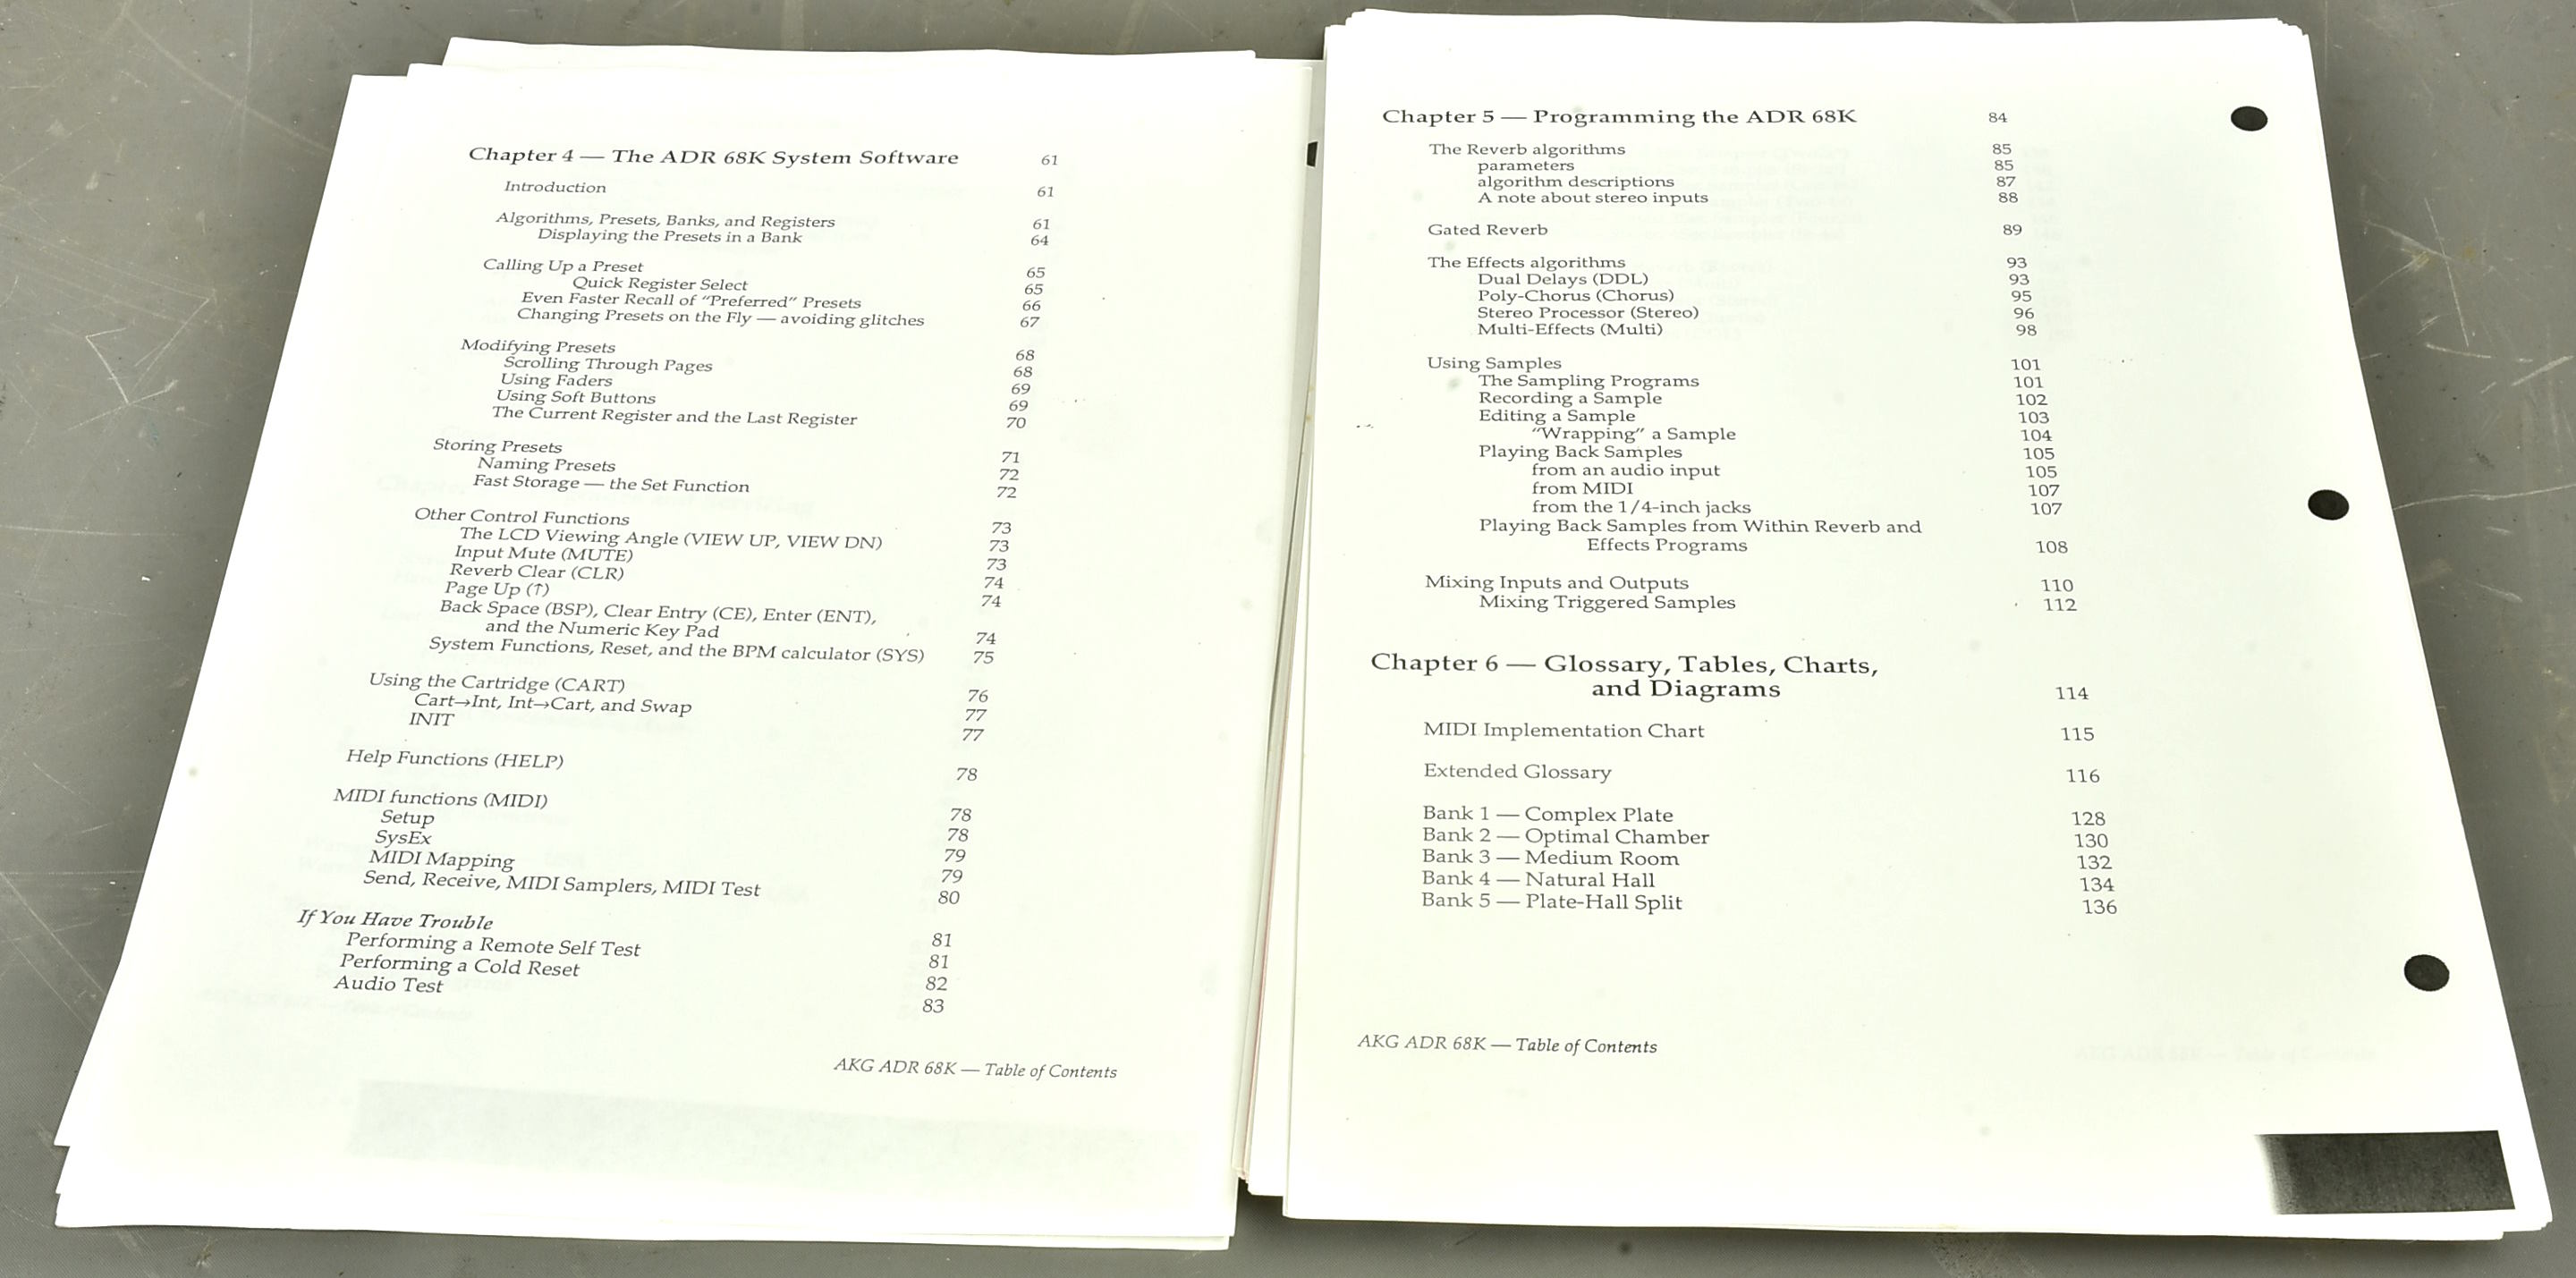 Chapter 4 — The ADR 68K System Software 61
Introduction 61
Algorithms, Presets, Banks, and Registers 61
Displaying the Presets in a Bank 64
Calling Up a Preset 65
Quick Register Select 65
Even Faster Recall of “Preferred” Presets 66
Changing Presets on the Fly — avoiding glitches 67
Modifying Presets 68
Scrolling Through Pages 68
Using Faders 69
Using Soft Buttons 69
The Current Register and the Last Register 70
Storing Presets 71
Naming Presets 72
Fast Storage — the Set Function 72
Other Control Functions 73
The LCD Viewing Angle (VIEW UP, VIEW DN) 73
Input Mute (MUTE) 73
Reverb Clear (CLR) 74
Page Up (↑) 74
Back Space (BSP), Clear Entry (CE), Enter (ENT),
and the Numeric Key Pad 74
System Functions, Reset, and the BPM calculator (SYS) 75
Using the Cartridge (CART) 76
Cart→Int, Int→Cart, and Swap 77
INIT 77
Help Functions (HELP) 78
MIDI functions (MIDI) 78
Setup 78
SysEx 79
MIDI Mapping 79
Send, Receive, MIDI Samplers, MIDI Test 80
If You Have Trouble 81
Performing a Remote Self Test 81
Performing a Cold Reset 82
Audio Test 83
AKG ADR 68K — Table of Contents
Chapter 5 — Programming the ADR 68K 84
The Reverb algorithms 85
parameters 85
algorithm descriptions 87
A note about stereo inputs 88
Gated Reverb 89
The Effects algorithms 93
Dual Delays (DDL) 93
Poly-Chorus (Chorus) 95
Stereo Processor (Stereo) 96
Multi-Effects (Multi) 98
Using Samples 101
The Sampling Programs 101
Recording a Sample 102
Editing a Sample 103
“Wrapping” a Sample 104
Playing Back Samples 105
from an audio input 105
from MIDI 107
from the 1/4-inch jacks 107
Playing Back Samples from Within Reverb and
Effects Programs 108
Mixing Inputs and Outputs 110
Mixing Triggered Samples 112
Chapter 6 — Glossary, Tables, Charts,
and Diagrams 114
MIDI Implementation Chart 115
Extended Glossary 116
Bank 1 — Complex Plate 128
Bank 2 — Optimal Chamber 130
Bank 3 — Medium Room 132
Bank 4 — Natural Hall 134
Bank 5 — Plate-Hall Split 136
AKG ADR 68K — Table of Contents